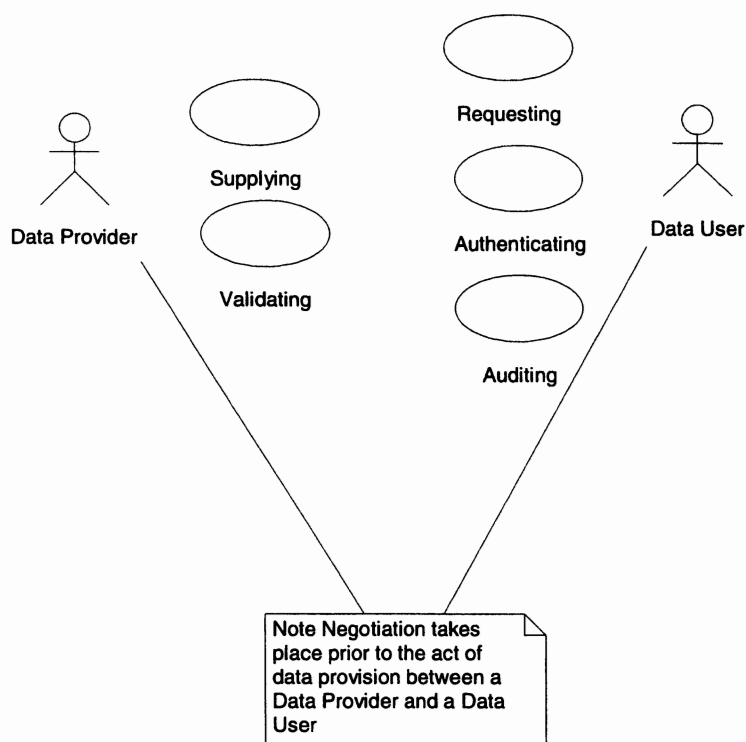 Requesting
Supplying
Data Provider
Data User
Authenticating
Validating
Auditing
Note Negotiation takes
place prior to the act of
data provision between a
Data Provider and a Data
User